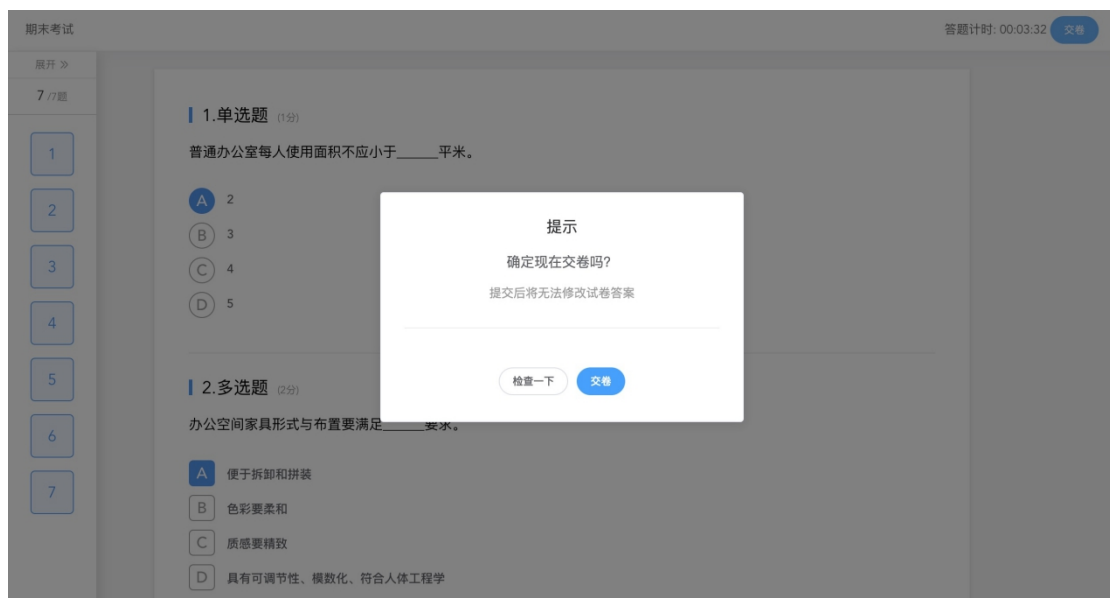 期末考试
答题计时: 00:03:32 交卷
展开 »
7 /7题
1
2
3
4
5
6
7
1.单选题 (1分)
普通办公室每人使用面积不应小于______平米。
A 2
B 3
C 4
D 5
2.多选题 (2分)
办公空间家具形式与布置要满足______要求。
A 便于拆卸和拼装
B 色彩要柔和
C 质感要精致
D 具有可调节性、模数化、符合人体工程学
提示
确定现在交卷吗?
提交后将无法修改试卷答案
检查一下 交卷